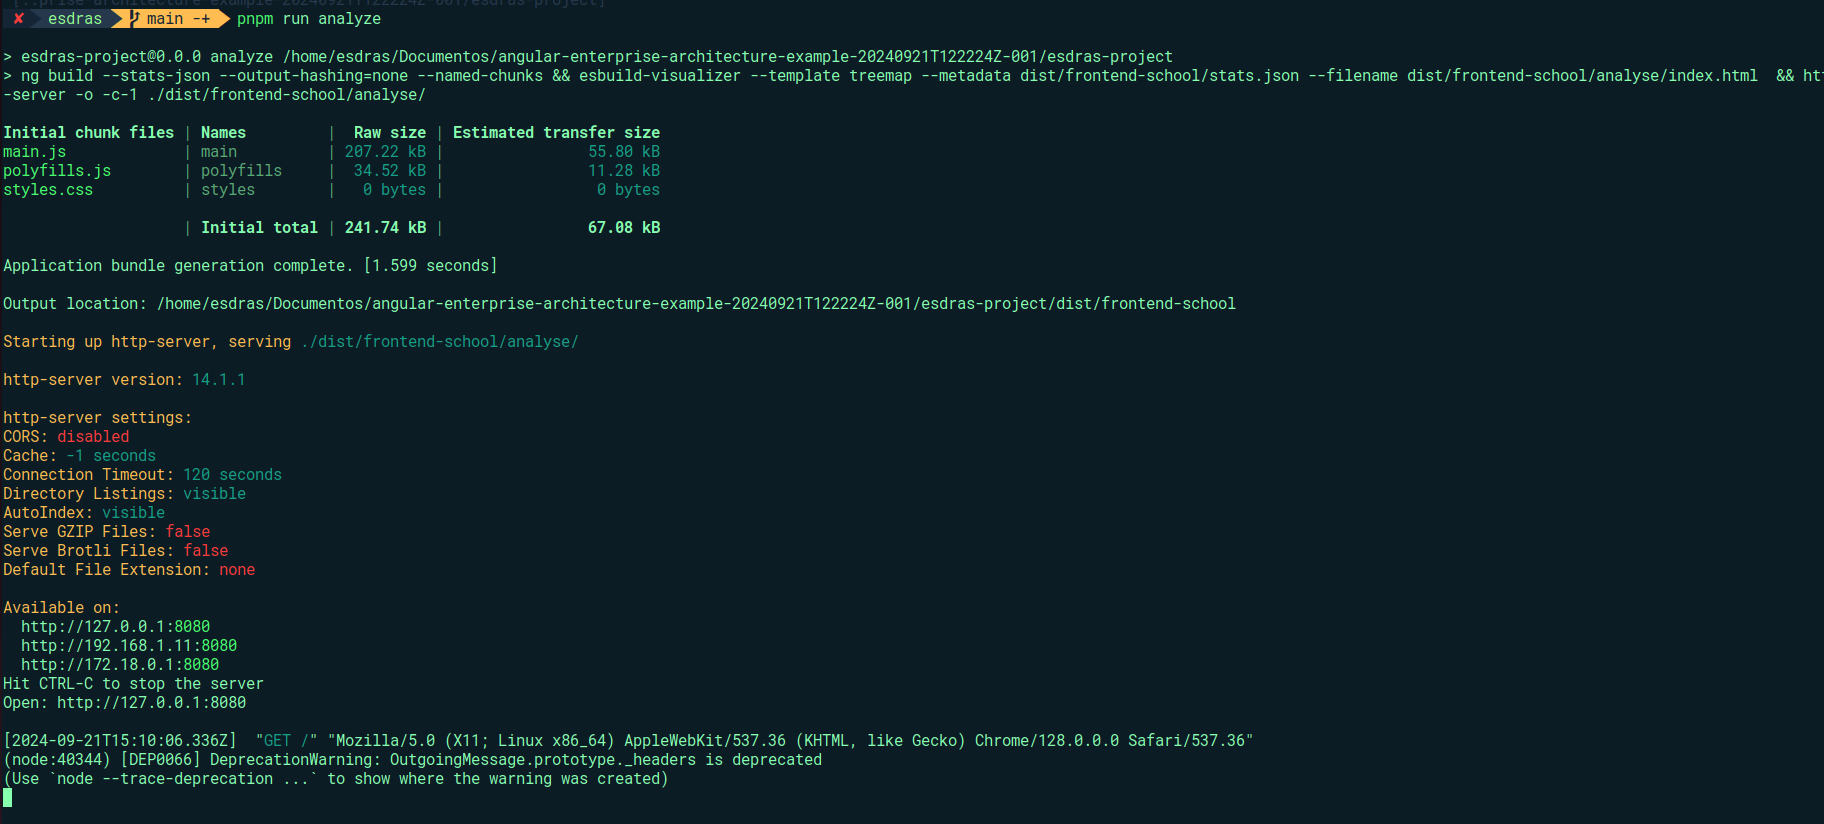 ✘ esdras main -+ pnpm run analyze
> esdras-project@0.0.0 analyze /home/esdras/Documentos/angular-enterprise-architecture-example-20240921T122224Z-001/esdras-project
> ng build --stats-json --output-hashing=none --named-chunks && esbuild-visualizer --template treemap --metadata dist/frontend-school/stats.json --filename dist/frontend-school/analyse/index.html  && htt
-server -o -c-1 ./dist/frontend-school/analyse/
Initial chunk files | Names         |  Raw size | Estimated transfer size
main.js             | main          | 207.22 kB |               55.80 kB
polyfills.js        | polyfills     |  34.52 kB |               11.28 kB
styles.css          | styles        |   0 bytes |                0 bytes
                    | Initial total | 241.74 kB |               67.08 kB
Application bundle generation complete. [1.599 seconds]
Output location: /home/esdras/Documentos/angular-enterprise-architecture-example-20240921T122224Z-001/esdras-project/dist/frontend-school
Starting up http-server, serving ./dist/frontend-school/analyse/
http-server version: 14.1.1
http-server settings:
CORS: disabled
Cache: -1 seconds
Connection Timeout: 120 seconds
Directory Listings: visible
AutoIndex: visible
Serve GZIP Files: false
Serve Brotli Files: false
Default File Extension: none
Available on:
  http://127.0.0.1:8080
  http://192.168.1.11:8080
  http://172.18.0.1:8080
Hit CTRL-C to stop the server
Open: http://127.0.0.1:8080
[2024-09-21T15:10:06.336Z]  "GET /" "Mozilla/5.0 (X11; Linux x86_64) AppleWebKit/537.36 (KHTML, like Gecko) Chrome/128.0.0.0 Safari/537.36"
(node:40344) [DEP0066] DeprecationWarning: OutgoingMessage.prototype._headers is deprecated
(Use `node --trace-deprecation ...` to show where the warning was created)